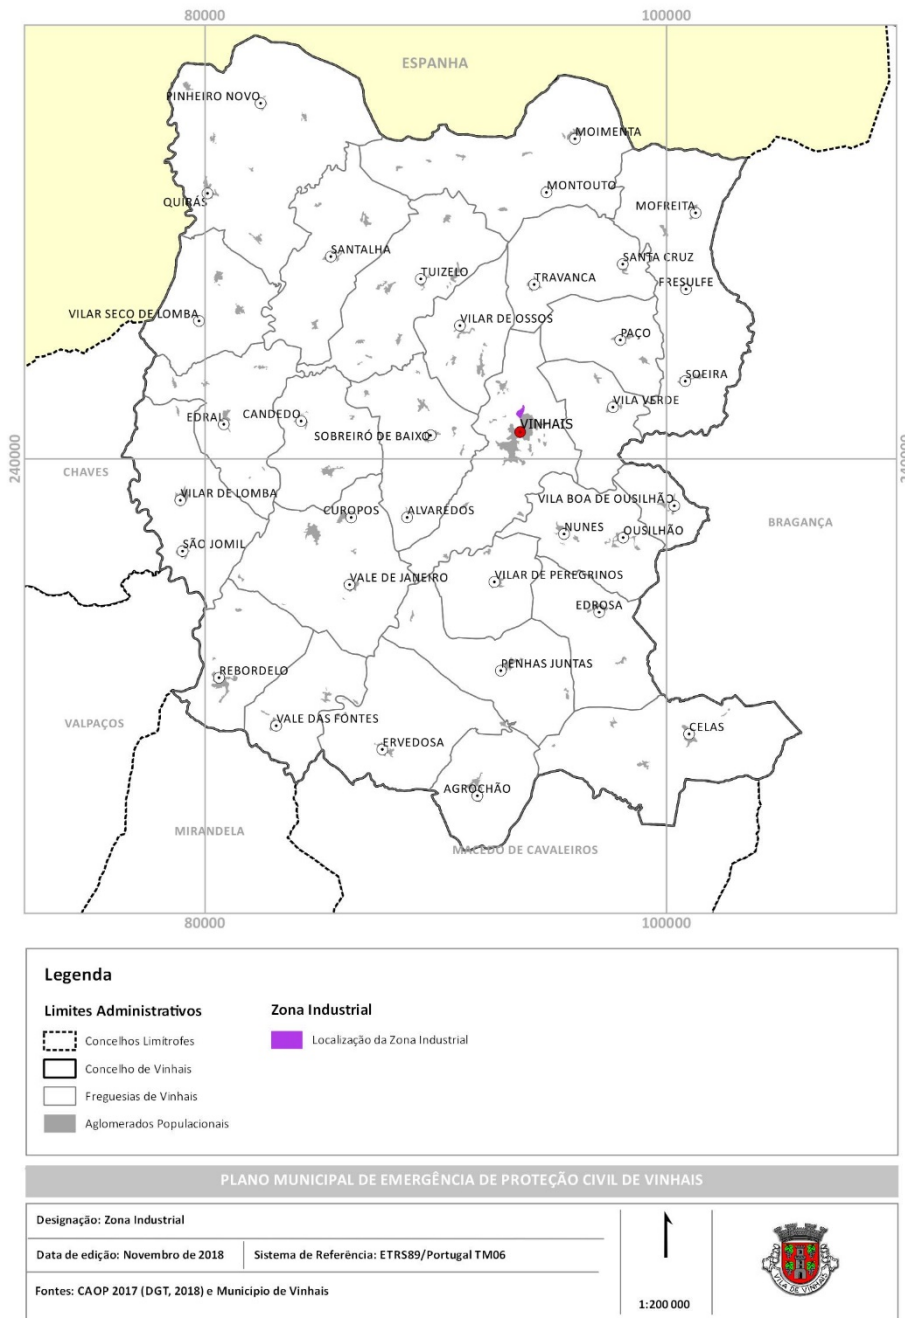 80000
100000
ESPANHA
PINHEIRO NOVO
MOIMENTA
MONTOUTO
QUIRÁS
MOFREITA
SANTALHA
SANTA CRUZ
TUIZELO
TRAVANCA
FRESULFE
VILAR SECO DE LOMBA
VILAR DE OSSOS
PAÇO
SOEIRA
VILA VERDE
EDRAL
CANDEDO
VINHAIS
SOBREIRÓ DE BAIXO
240000
240000
CHAVES
VILAR DE LOMBA
VILA BOA DE OUSILHÃO
CUROPOS
ALVAREDOS
BRAGANÇA
NUNES
OUSILHÃO
SÃO JOMIL
VALE DE JANEIRO
VILAR DE PEREGRINOS
EDROSA
REBORDELO
PENHAS JUNTAS
VALPAÇOS
VALE DAS FONTES
CELAS
ERVEDOSA
AGROCHÃO
MIRANDELA
MACEDO DE CAVALEIROS
80000
100000
Legenda
Limites Administrativos
Concelhos Limítrofes
Concelho de Vinhais
Freguesias de Vinhais
Aglomerados Populacionais
Zona Industrial
Localização da Zona Industrial
PLANO MUNICIPAL DE EMERGÊNCIA DE PROTEÇÃO CIVIL DE VINHAIS
Designação: Zona Industrial
Data de edição: Novembro de 2018
Sistema de Referência: ETRS89/Portugal TM06
Fontes: CAOP 2017 (DGT, 2018) e Municipio de Vinhais
1:200 000
VILA DE VINHAIS